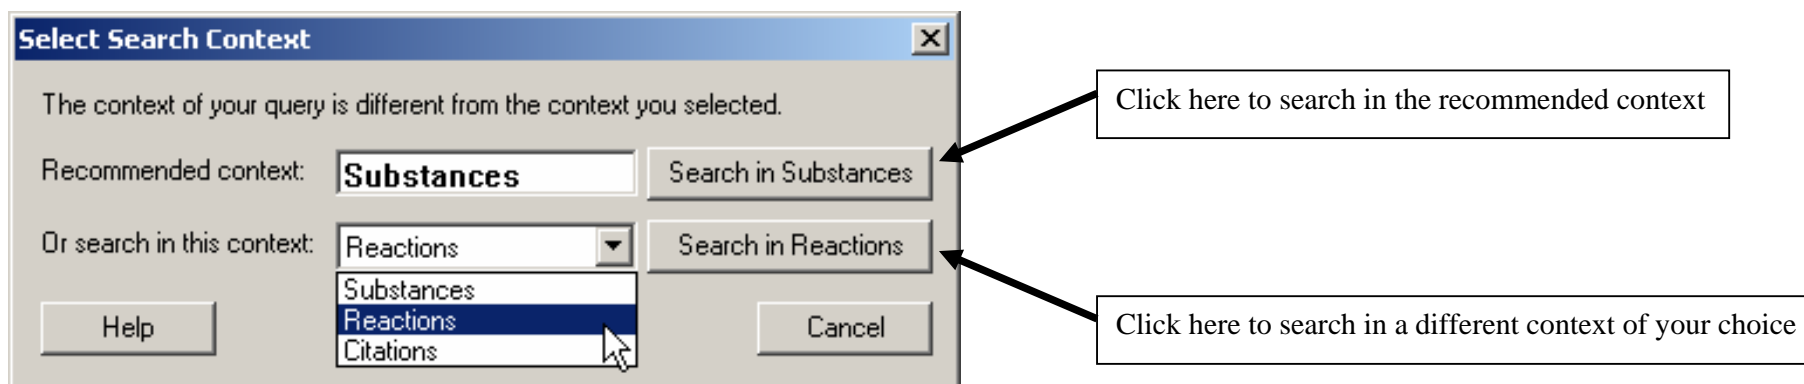 Select Search Context
The context of your query is different from the context you selected.
Click here to search in the recommended context
Recommended context: Substances Search in Substances
Or search in this context: Reactions Search in Reactions
Substances
Reactions
Citations
Help Cancel
Click here to search in a different context of your choice